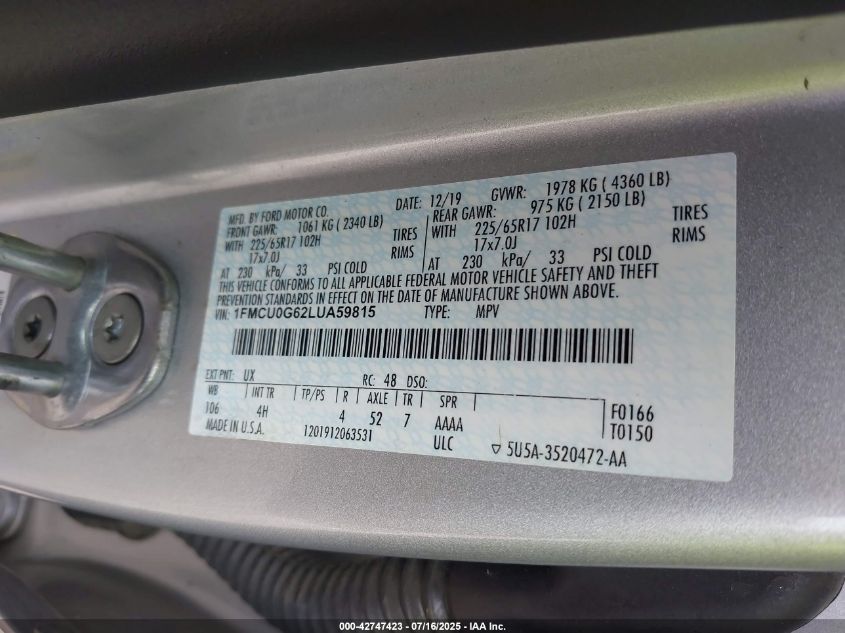 MFD. BY FORD MOTOR CO. DATE: 12/19 GVWR: 1978 KG ( 4360 LB)
FRONT GAWR: 1061 KG ( 2340 LB) REAR GAWR: 975 KG ( 2150 LB)
WITH 225/65R17 102H TIRES WITH 225/65R17 102H TIRES
17x7.0J RIMS 17x7.0J RIMS
AT 230 kPa/ 33 PSI COLD AT 230 kPa/ 33 PSI COLD
THIS VEHICLE CONFORMS TO ALL APPLICABLE FEDERAL MOTOR VEHICLE SAFETY AND THEFT
PREVENTION STANDARDS IN EFFECT ON THE DATE OF MANUFACTURE SHOWN ABOVE.
VIN: 1FMCU0G62LUA59815 TYPE: MPV
EXT PNT: UX RC: 48 DSO:
WB INT TR TP/PS R AXLE TR SPR F0166
106 4H 4 52 7 AAAA T0150
MADE IN U.S.A. 1201912063531 ULC ▽ 5U5A-3520472-AA
000-42747423 - 07/16/2025 - IAA Inc.